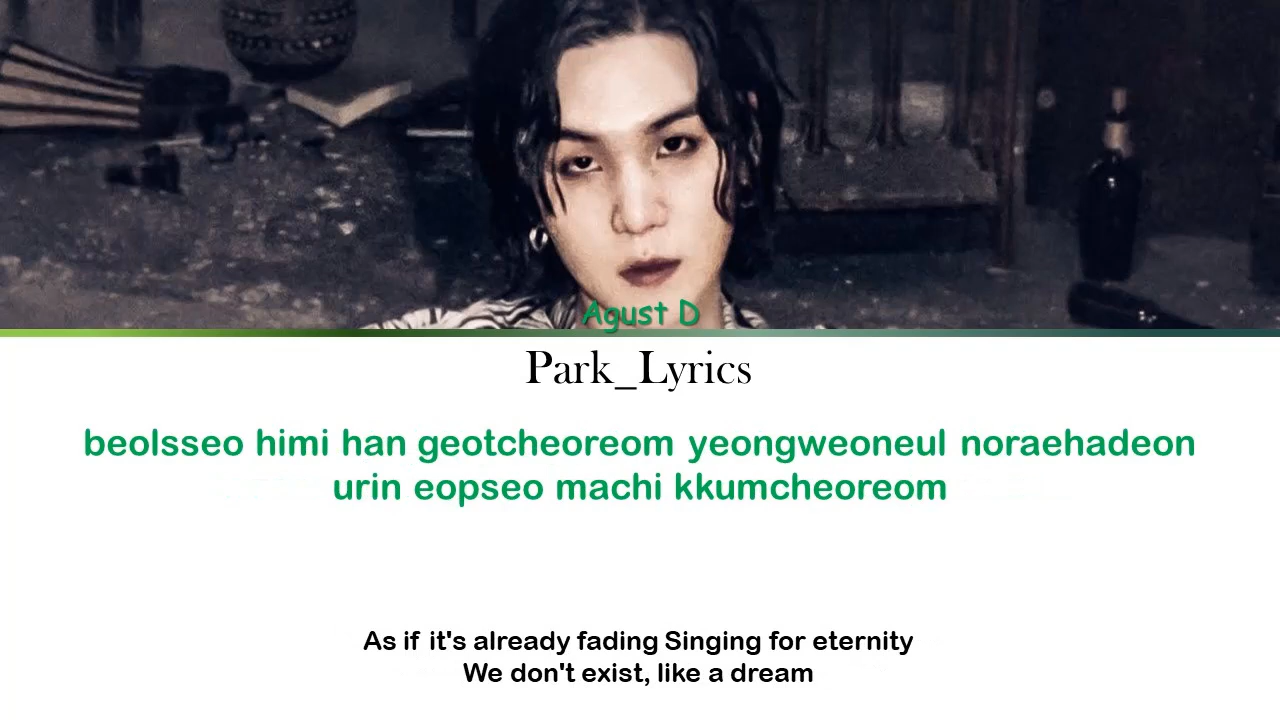 Agust D
Park_Lyrics
beolsseo himi han geotcheoreom yeongweoneul noraehadeon
urin eopseo machi kkumcheoreom
As if it's already fading Singing for eternity
We don't exist, like a dream